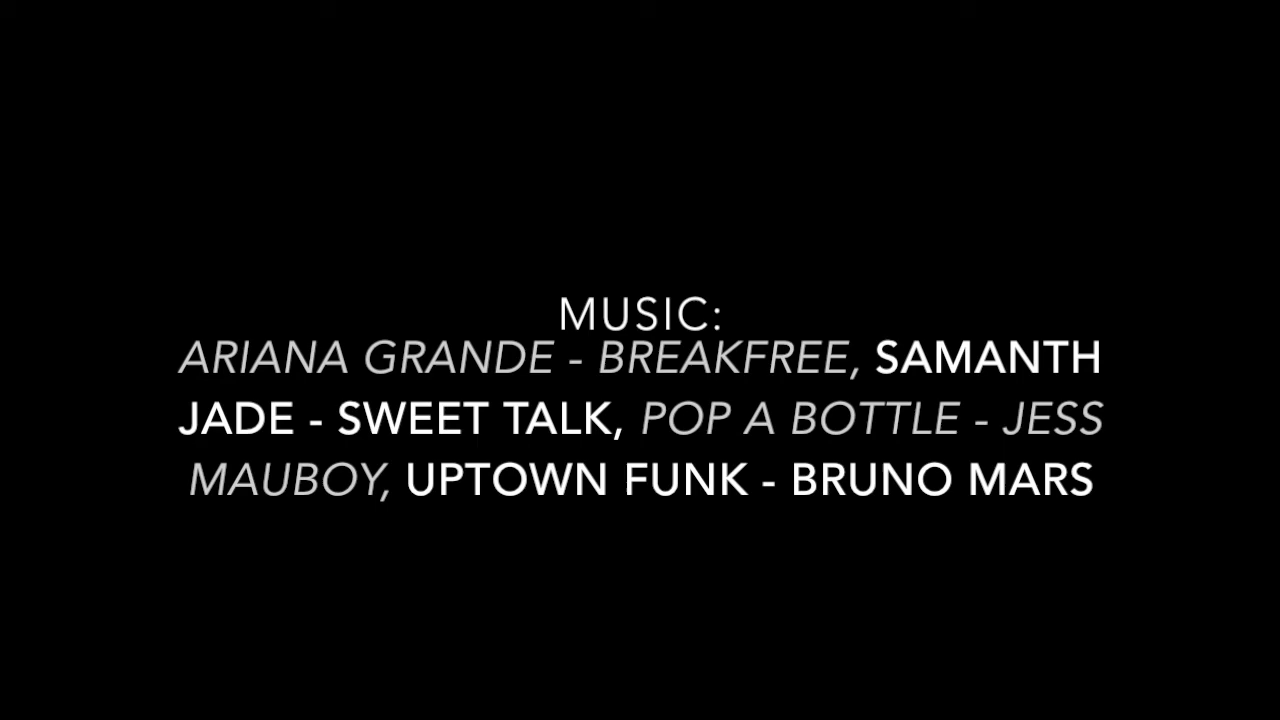 MUSIC:
ARIANA GRANDE - BREAKFREE, SAMANTH
JADE - SWEET TALK, POP A BOTTLE - JESS
MAUBOY, UPTOWN FUNK - BRUNO MARS